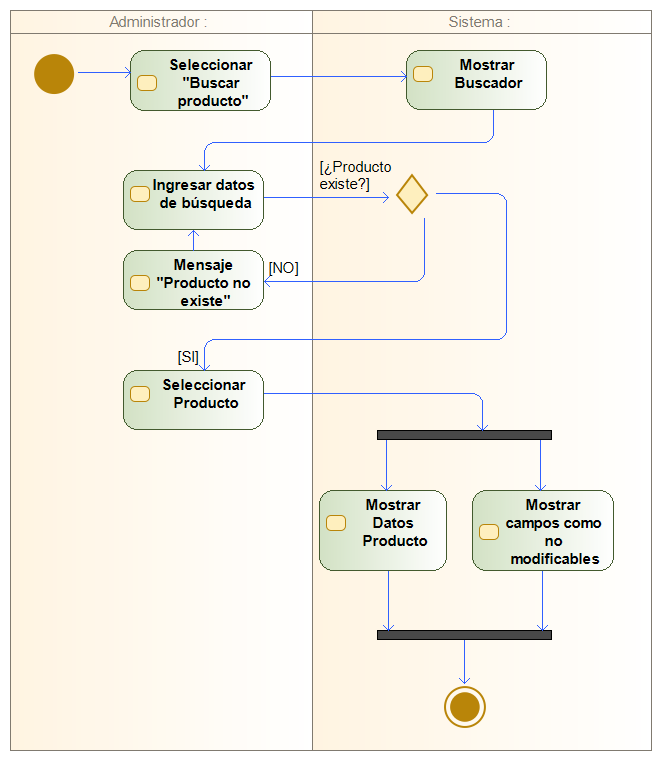 Administrador :
Sistema :
Seleccionar
"Buscar
producto"
Mostrar
Buscador
Ingresar datos
de búsqueda
[¿Producto
existe?]
Mensaje
"Producto no
existe"
[NO]
[SI]
Seleccionar
Producto
Mostrar
Datos
Producto
Mostrar
campos como
no
modificables